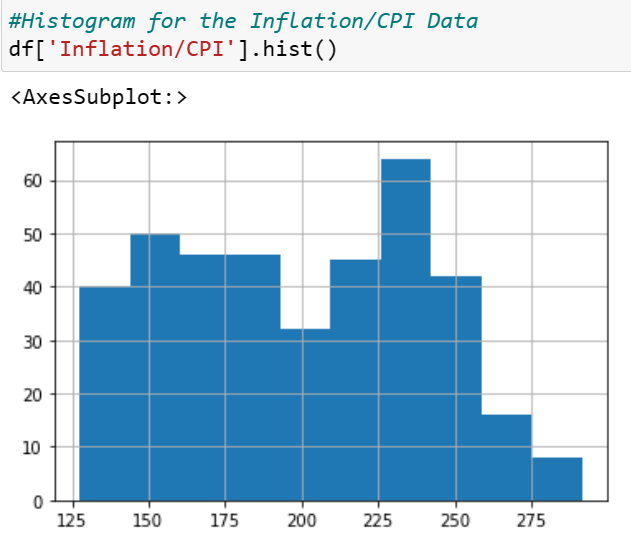 #Histogram for the Inflation/CPI Data
df['Inflation/CPI'].hist()
<AxesSubplot:>
60
50
40
30
20
10
0
125 150 175 200 225 250 275